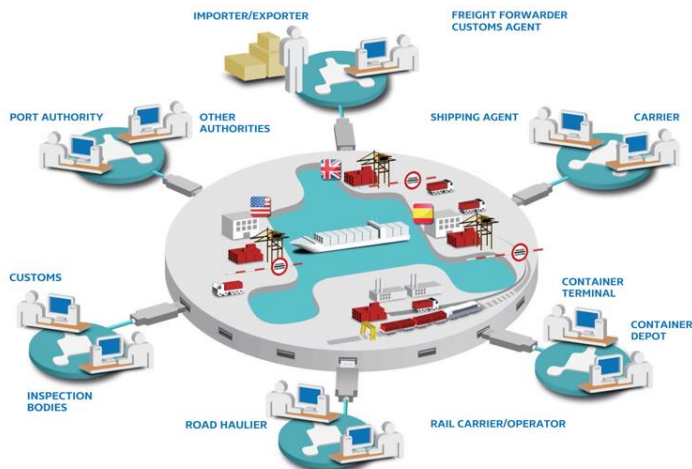 IMPORTER/EXPORTER
FREIGHT FORWARDER
CUSTOMS AGENT
PORT AUTHORITY
OTHER
AUTHORITIES
SHIPPING AGENT
CARRIER
CUSTOMS
INSPECTION
BODIES
CONTAINER
TERMINAL
CONTAINER
DEPOT
ROAD HAULIER
RAIL CARRIER/OPERATOR